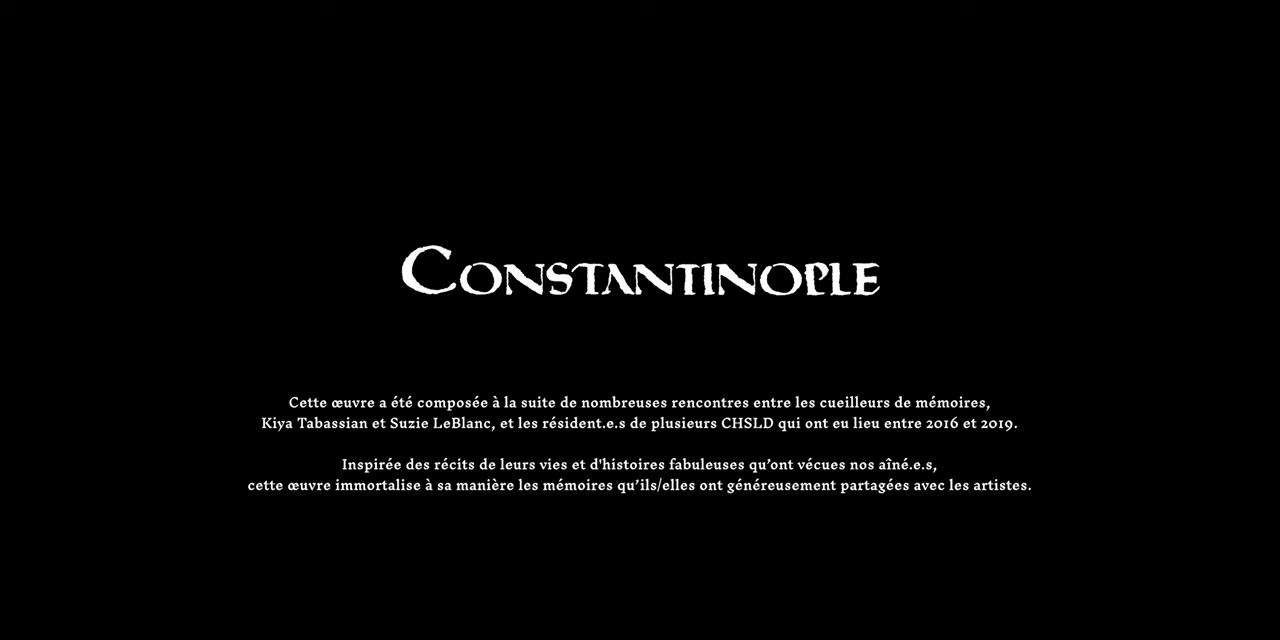 CONSTANTINOPLE
Cette œuvre a été composée à la suite de nombreuses rencontres entre les cueilleurs de mémoires,
Kiya Tabassian et Suzie LeBlanc, et les résident.e.s de plusieurs CHSLD qui ont eu lieu entre 2016 et 2019.
Inspirée des récits de leurs vies et d'histoires fabuleuses qu’ont vécues nos aîné.e.s,
cette œuvre immortalise à sa manière les mémoires qu’ils/elles ont généreusement partagées avec les artistes.